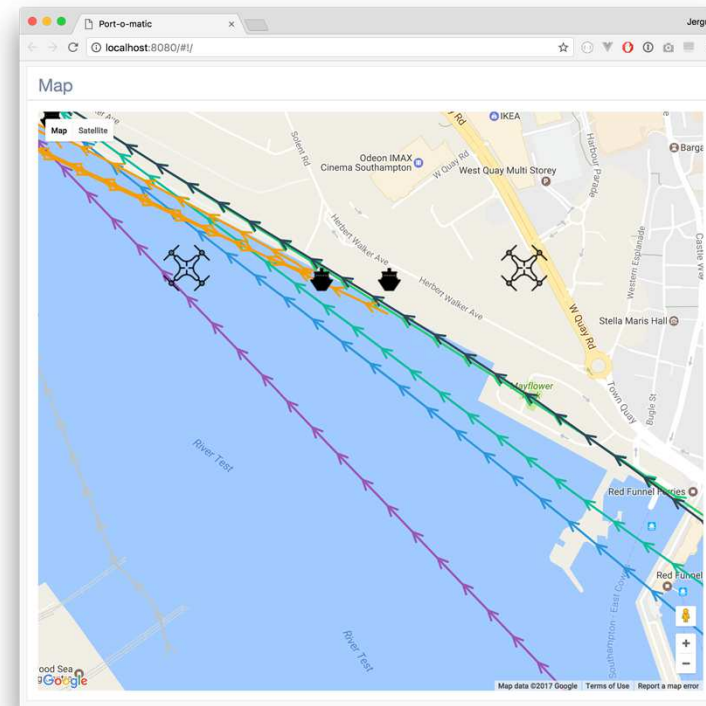 Port-o-matic
localhost:8080/#!/
Map
Map
Satellite
IKEA
Solent Rd
Odeon IMAX
Cinema Southampton
W Quay Rd
West Quay Multi Storey
Harbour Parade
Herbert Walker Ave
Herbert Walker Ave
Western Esplanade
Stella Maris Hall
W Quay Rd
Town Quay
Bugle St
River Test
Red Funnel
Southampton - East Cowes
Red Funnel
River Test
Google
Map data ©2017 Google
Terms of Use
Report a map error